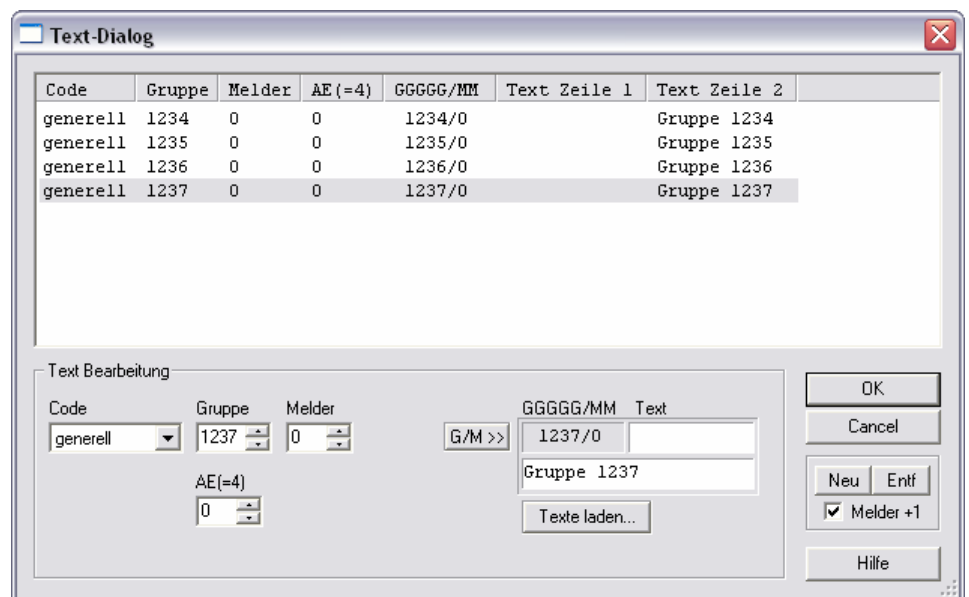 Text-Dialog
Code Gruppe Melder AE(=4) GGGGG/MM Text Zeile 1 Text Zeile 2
generell 1234 0 0 1234/0 Gruppe 1234
generell 1235 0 0 1235/0 Gruppe 1235
generell 1236 0 0 1236/0 Gruppe 1236
generell 1237 0 0 1237/0 Gruppe 1237
Text Bearbeitung
Code Gruppe Melder GGGGG/MM Text
generell 1237 0 G/M >> 1237/0
Gruppe 1237
AE(=4)
0
Texte laden...
OK
Cancel
Neu Entf
Melder +1
Hilfe